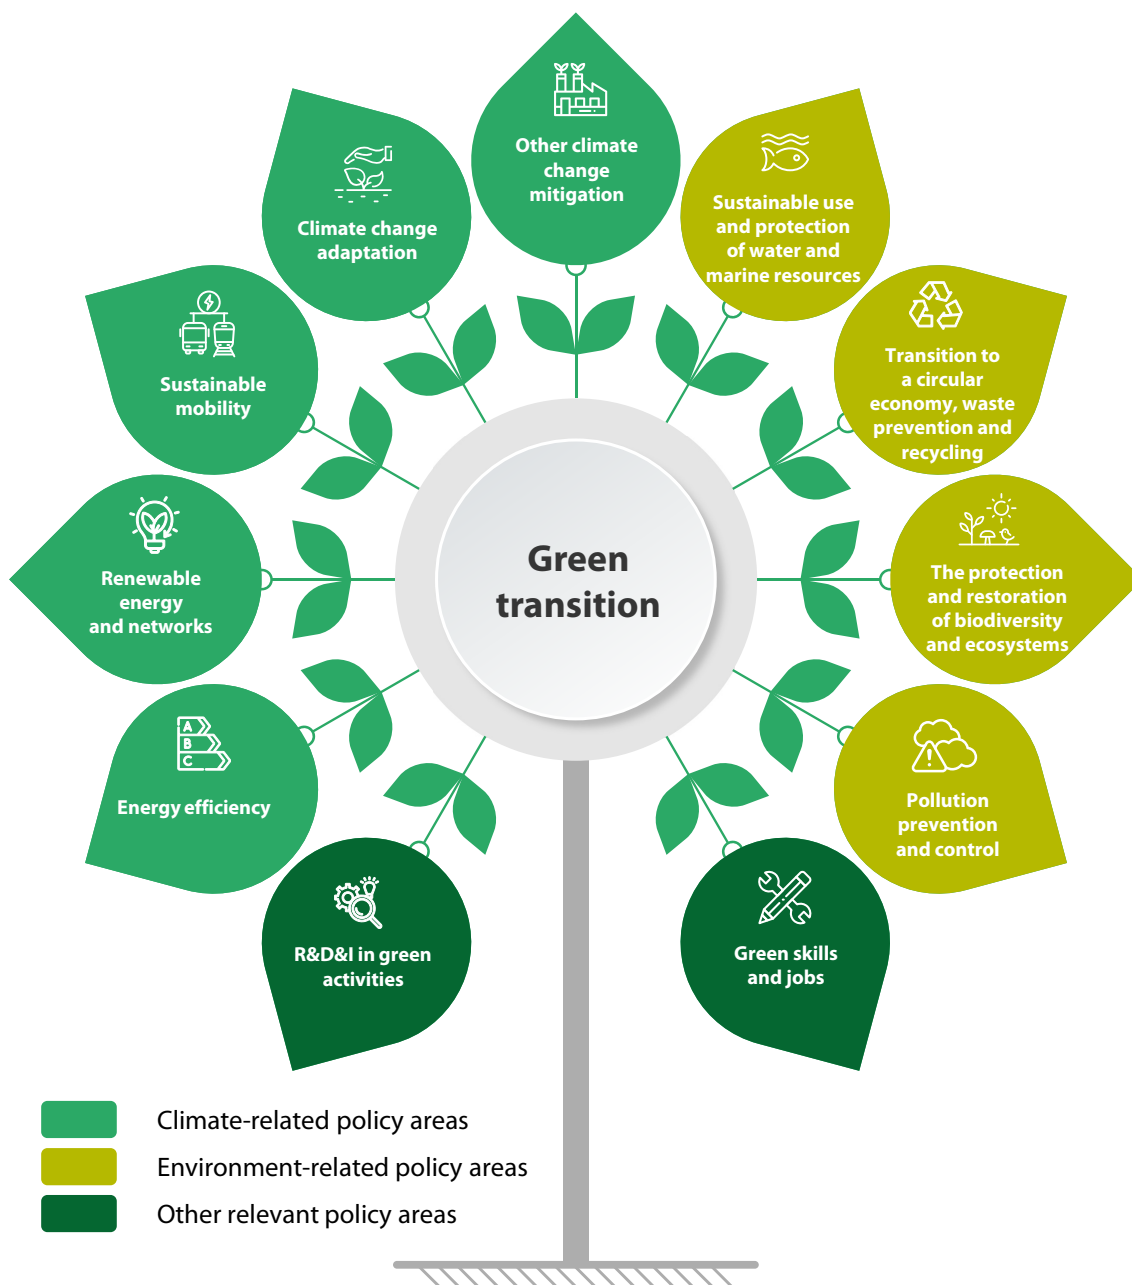 Other climate
change
mitigation
Sustainable use
and protection
of water and
marine resources
Climate change
adaptation
Transition to
a circular
economy, waste
prevention and
recycling
Sustainable
mobility
Green
transition
Renewable
energy
and networks
The protection
and restoration
of biodiversity
and ecosystems
A
B
C
Energy efficiency
Pollution
prevention
and control
R&D&I in green
activities
Green skills
and jobs
Climate-related policy areas
Environment-related policy areas
Other relevant policy areas